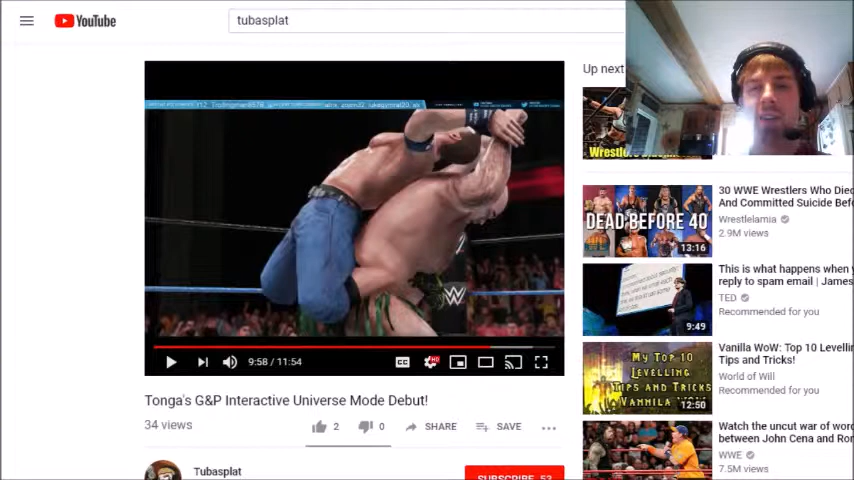 YouTube
tubasplat
Up next
30 WWE Wrestlers Who Died
And Committed Suicide Befo
Wrestlelamia
2.9M views
DEAD BEFORE 40
13:16
This is what happens when y
reply to spam email | James
TED
Recommended for you
9:49
W
9:58 / 11:54
CC
HD
Tonga's G&P Interactive Universe Mode Debut!
34 views
2
0
SHARE
SAVE
Tubasplat
SUBSCRIBE 53
Vanilla WoW: Top 10 Levellin
Tips and Tricks!
World of Will
Recommended for you
MY TOP 10
LEVELLING
TIPS AND TRICKS
12:50
Watch the uncut war of word
between John Cena and Ron
WWE
7.5M views